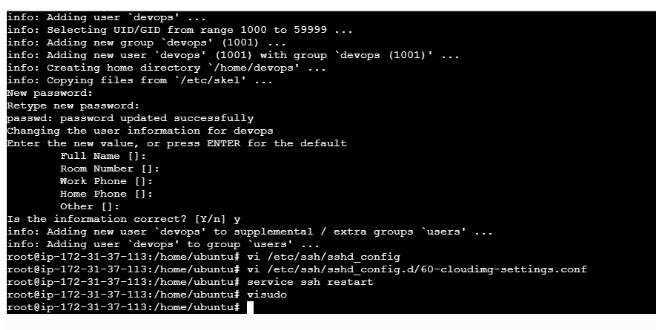 info: Adding user `devops' ...
info: Selecting UID/GID from range 1000 to 59999 ...
info: Adding new group `devops' (1001) ...
info: Adding new user `devops' (1001) with group `devops (1001)' ...
info: Creating home directory `/home/devops' ...
info: Copying files from `/etc/skel' ...
New password:
Retype new password:
passwd: password updated successfully
Changing the user information for devops
Enter the new value, or press ENTER for the default
Full Name []:
Room Number []:
Work Phone []:
Home Phone []:
Other []:
Is the information correct? [Y/n] y
info: Adding new user `devops' to supplemental / extra groups `users' ...
info: Adding user `devops' to group `users' ...
root@ip-172-31-37-113:/home/ubuntu# vi /etc/ssh/sshd_config
root@ip-172-31-37-113:/home/ubuntu# vi /etc/ssh/sshd_config.d/60-cloudimg-settings.conf
root@ip-172-31-37-113:/home/ubuntu# service ssh restart
root@ip-172-31-37-113:/home/ubuntu# visudo
root@ip-172-31-37-113:/home/ubuntu#